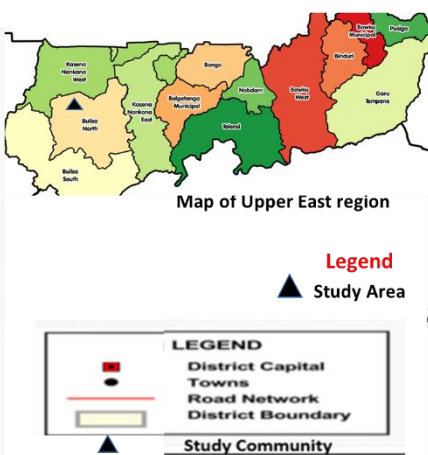 Bawku
Municipal
Pusiga
Kasena
Nankana
West
Bongo
Binduri
Nabdam
Garu
Tempane
Kasena
Nankana
East
Bolgatanga
Municipal
Bawku
West
Builsa
North
Talensi
Builsa
South
Map of Upper East region
Legend
Study Area
LEGEND
District Capital
Towns
Road Network
District Boundary
Study Community